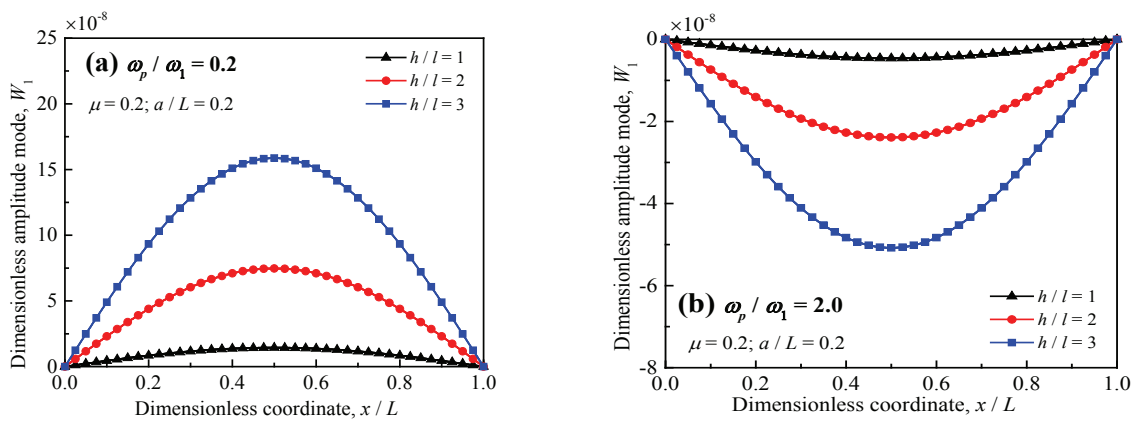 ×10⁻⁸
25
20
15
10
5
0
Dimensionless amplitude mode, W₁
(a) ωₚ / ω₁ = 0.2
μ = 0.2; a / L = 0.2
h / l = 1
h / l = 2
h / l = 3
0.0 0.2 0.4 0.6 0.8 1.0
Dimensionless coordinate, x / L
×10⁻⁸
0
-2
-4
-6
-8
Dimensionless amplitude mode, W₁
(b) ωₚ / ω₁ = 2.0
μ = 0.2; a / L = 0.2
h / l = 1
h / l = 2
h / l = 3
0.0 0.2 0.4 0.6 0.8 1.0
Dimensionless coordinate, x / L